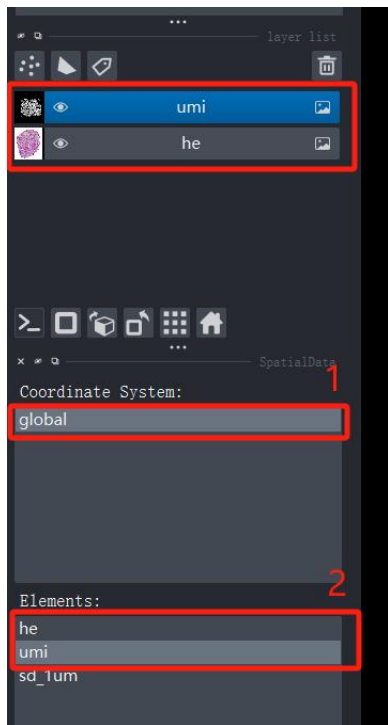 layer list
umi
he
SpatialData
1
Coordinate System:
global
2
Elements:
he
umi
sd_1um